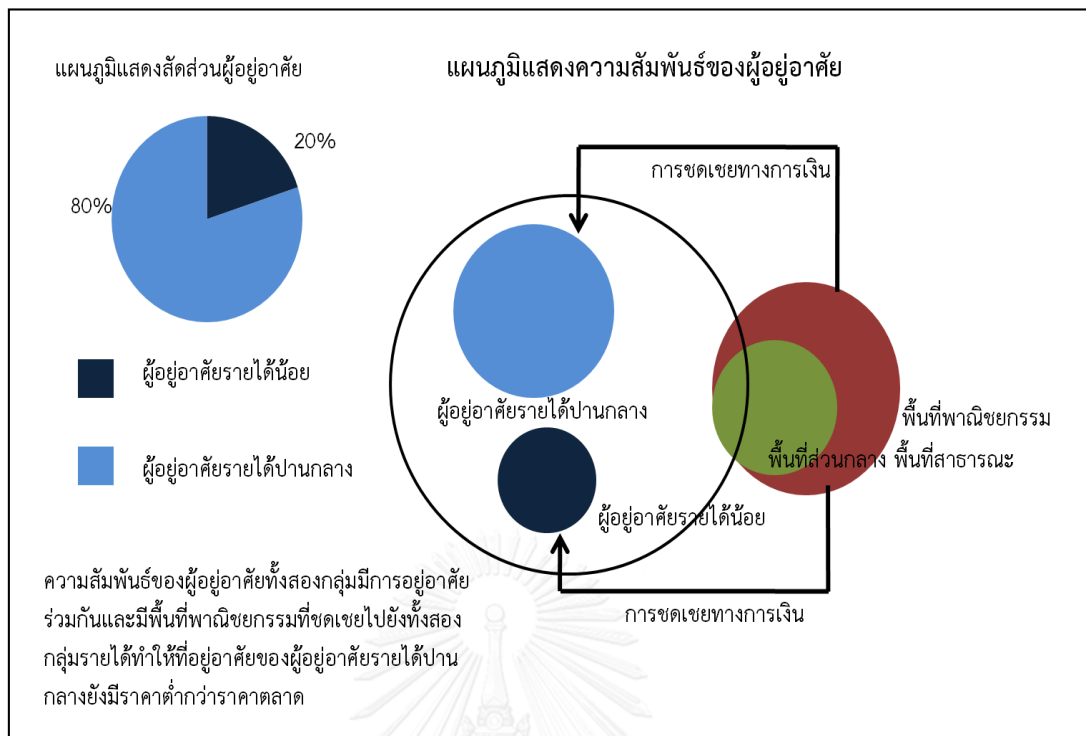 แผนภูมิแสดงสัดส่วนผู้อยู่อาศัย
20%
80%
ผู้อยู่อาศัยรายได้น้อย
ผู้อยู่อาศัยรายได้ปานกลาง
แผนภูมิแสดงความสัมพันธ์ของผู้อยู่อาศัย
การชดเชยทางการเงิน
ผู้อยู่อาศัยรายได้ปานกลาง
พื้นที่พาณิชยกรรม
พื้นที่ส่วนกลาง พื้นที่สาธารณะ
ผู้อยู่อาศัยรายได้น้อย
การชดเชยทางการเงิน
ความสัมพันธ์ของผู้อยู่อาศัยทั้งสองกลุ่มมีการอยู่อาศัย
ร่วมกันและมีพื้นที่พาณิชยกรรมที่ชดเชยไปยังทั้งสอง
กลุ่มรายได้ทำให้ที่อยู่อาศัยของผู้อยู่อาศัยรายได้ปาน
กลางยังมีราคาต่ำกว่าราคาตลาด